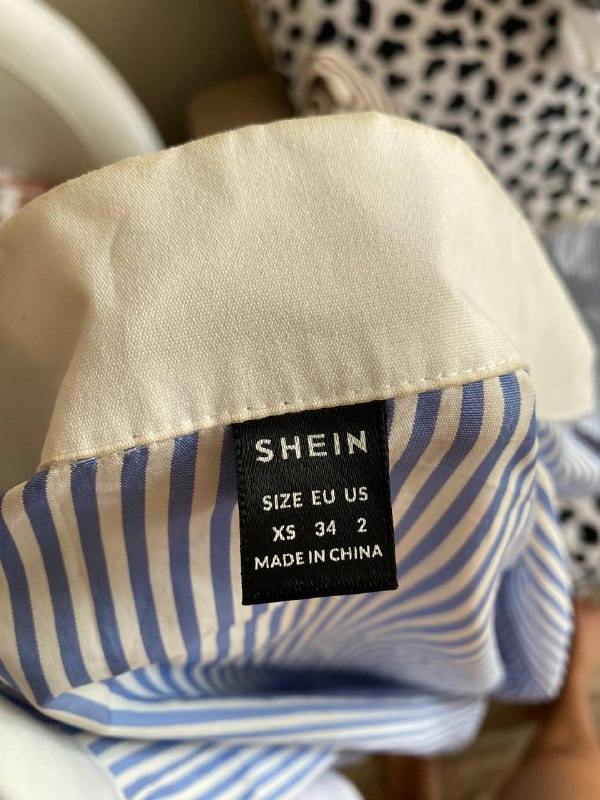 SHEIN
SIZE EU US
XS 34 2
MADE IN CHINA